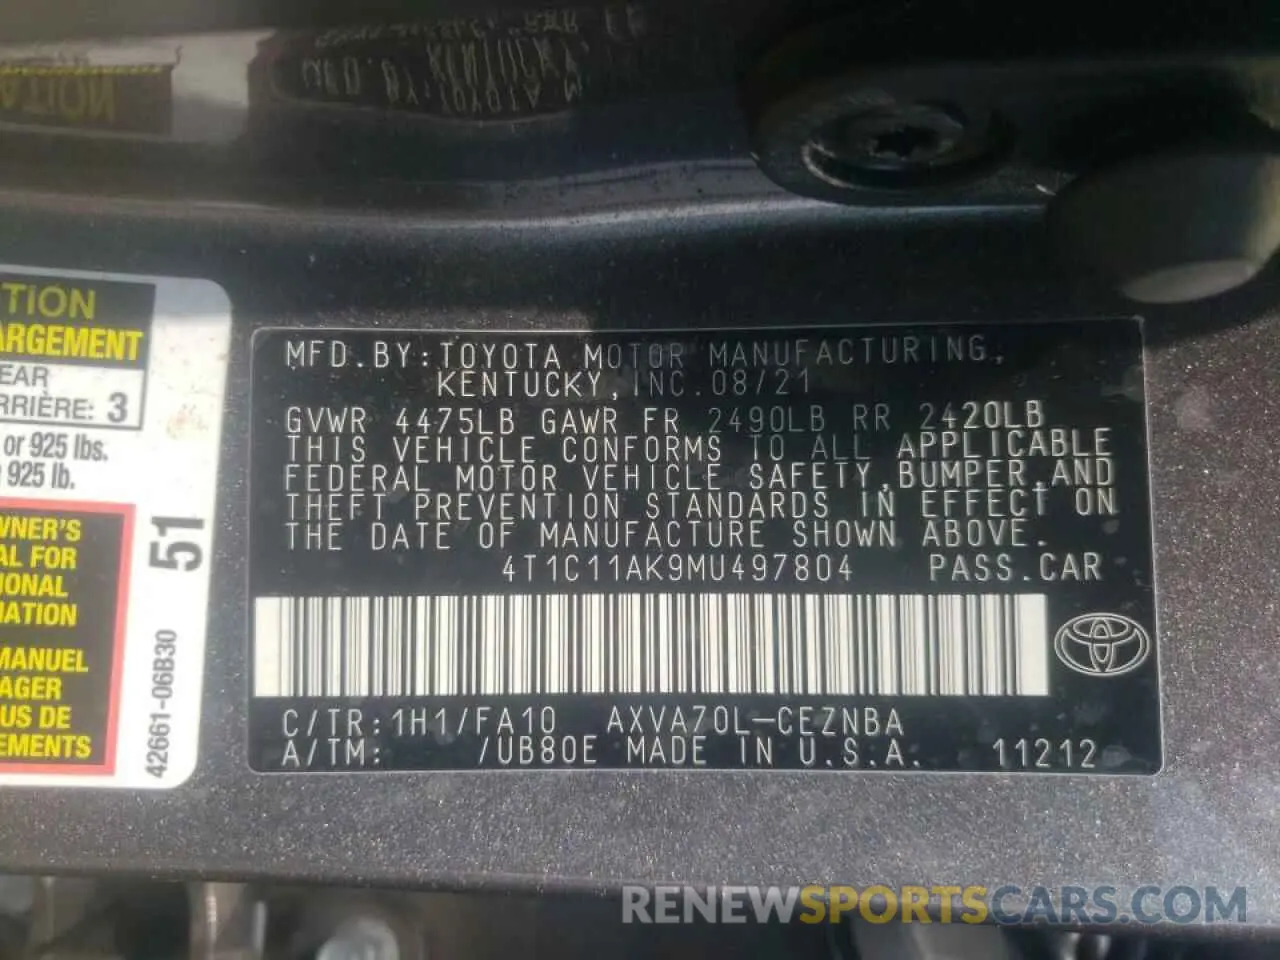 TION
ARGEMENT
EAR
RRIÈRE: 3
or 925 lbs.
925 lb.
WNER'S
AL FOR
IONAL
MATION
MANUEL
AGER
US DE
EMENTS
51
42661-06B30
MFD.BY:TOYOTA MOTOR MANUFACTURING,
KENTUCKY,INC.08/21
GVWR 4475LB GAWR FR 2490LB RR 2420LB
THIS VEHICLE CONFORMS TO ALL APPLICABLE
FEDERAL MOTOR VEHICLE SAFETY,BUMPER,AND
THEFT PREVENTION STANDARDS IN EFFECT ON
THE DATE OF MANUFACTURE SHOWN ABOVE.
4T1C11AK9MU497804 PASS.CAR
C/TR:1H1/FA10 AXVA70L-CEZNBA
A/TM: /UB80E MADE IN U.S.A. 11212
RENEWSPORTSCARS.COM